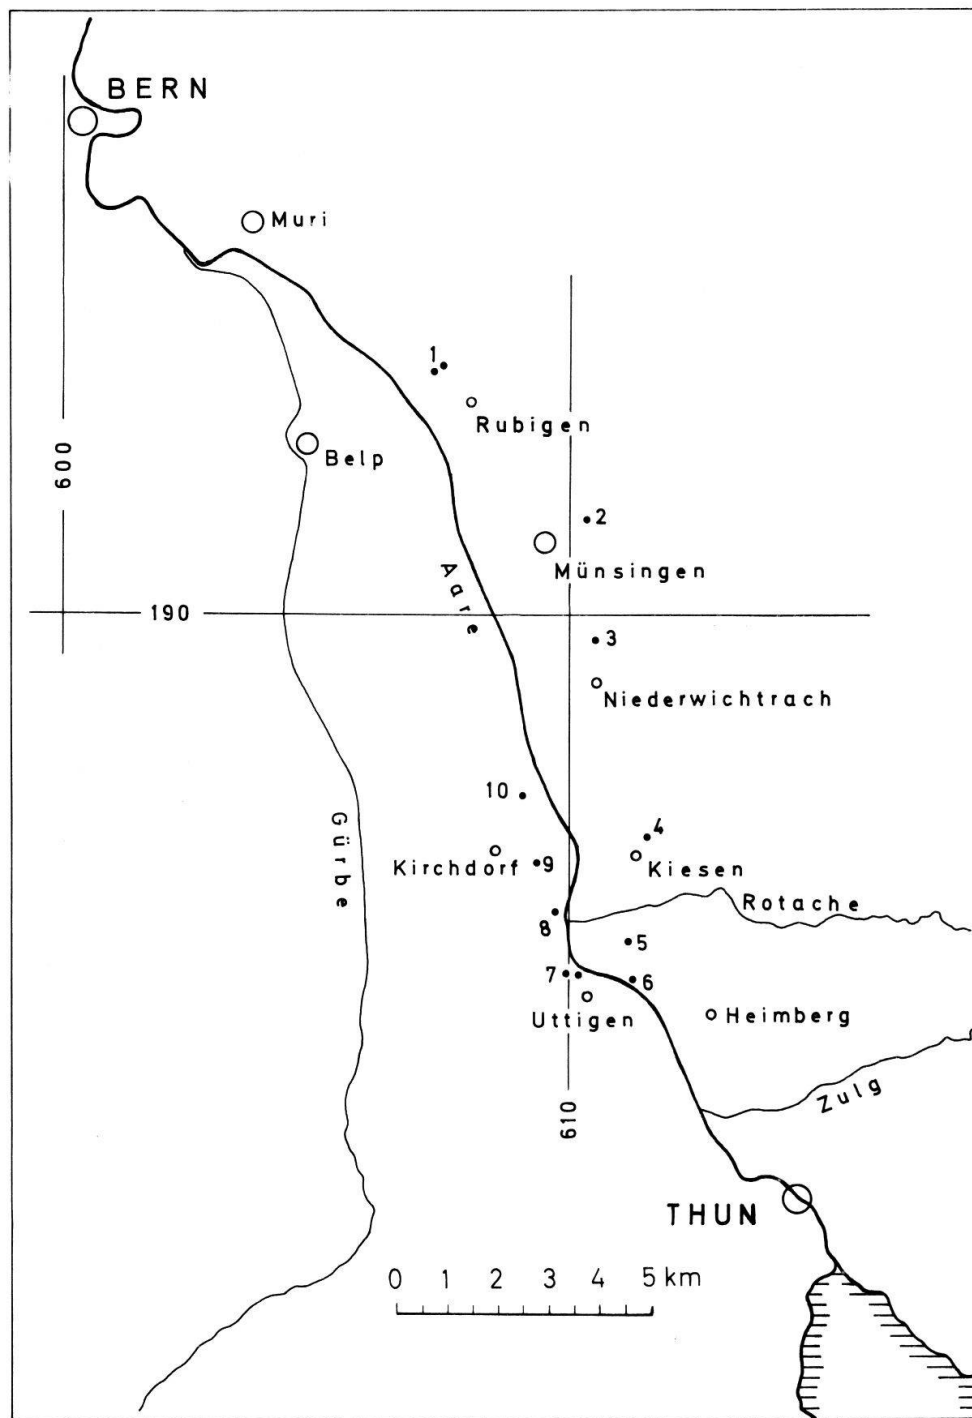 BERN
Muri
1
Rubigen
600
Belp
2
Münsingen
Aare
190
3
Niederwichtrach
10
4
Gürbe
Kirchdorf
9
Kiesen
Rotache
8
5
7
6
Uttigen
Heimberg
Zulg
610
THUN
0 1 2 3 4 5 km